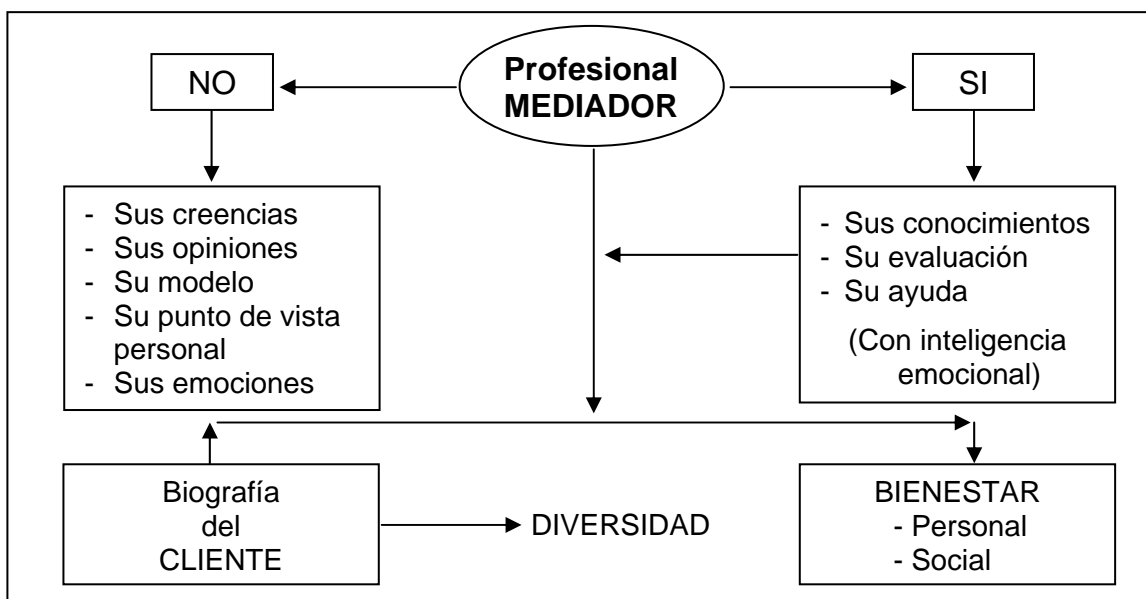 Profesional
MEDIADOR
NO
SI
- Sus creencias
- Sus opiniones
- Su modelo
- Su punto de vista
personal
- Sus emociones
- Sus conocimientos
- Su evaluación
- Su ayuda
(Con inteligencia
emocional)
Biografía
del
CLIENTE
DIVERSIDAD
BIENESTAR
- Personal
- Social